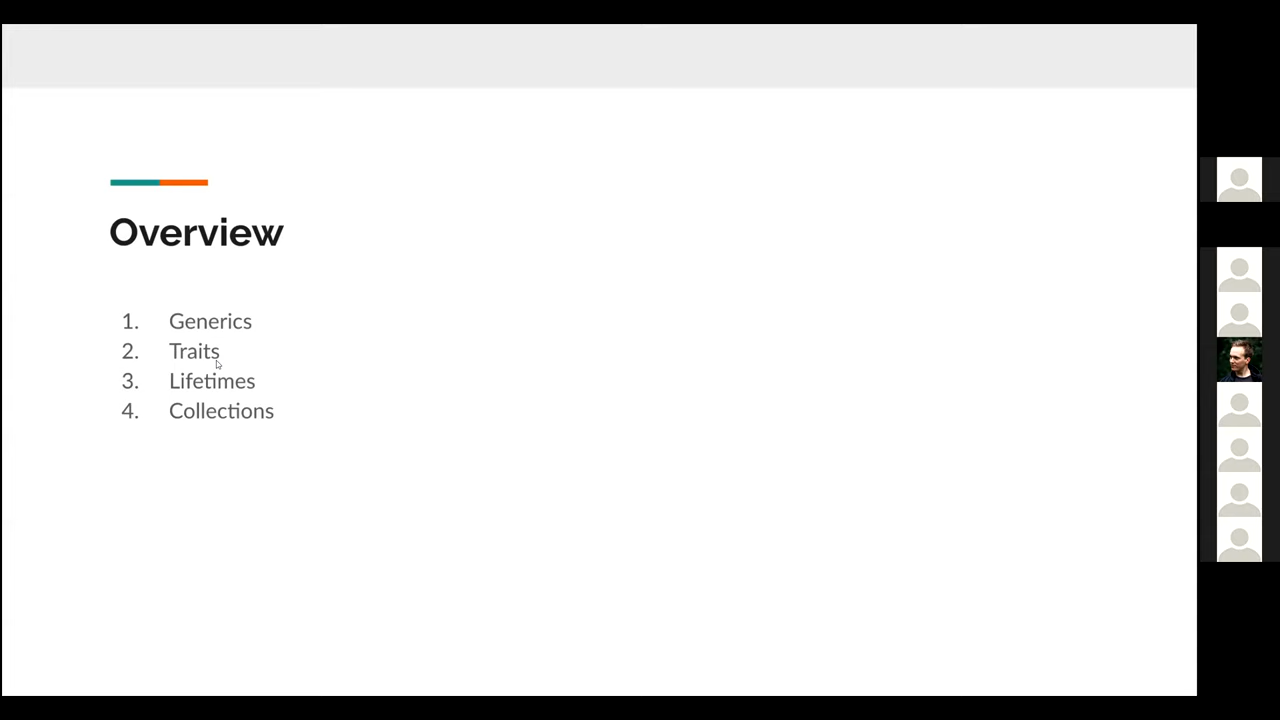 Overview
1. Generics
2. Traits
3. Lifetimes
4. Collections